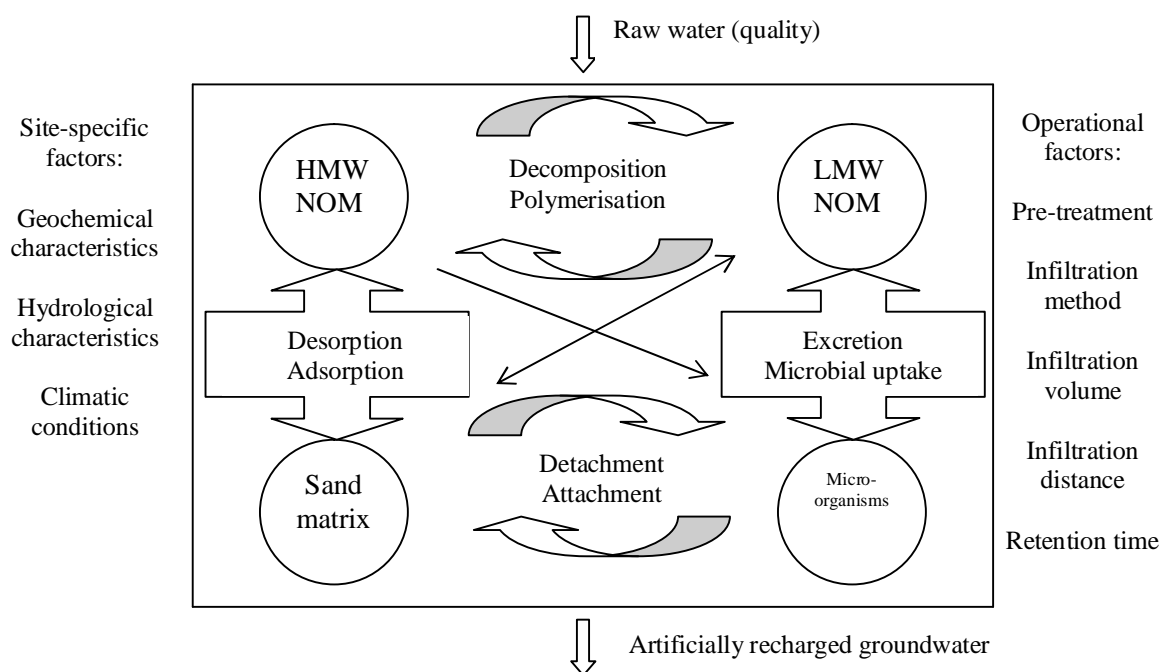 Raw water (quality)
Site-specific
factors:
Geochemical
characteristics
Hydrological
characteristics
Climatic
conditions
HMW
NOM
Decomposition
Polymerisation
LMW
NOM
Desorption
Adsorption
Excretion
Microbial uptake
Sand
matrix
Detachment
Attachment
Micro-
organisms
Operational
factors:
Pre-treatment
Infiltration
method
Infiltration
volume
Infiltration
distance
Retention time
Artificially recharged groundwater